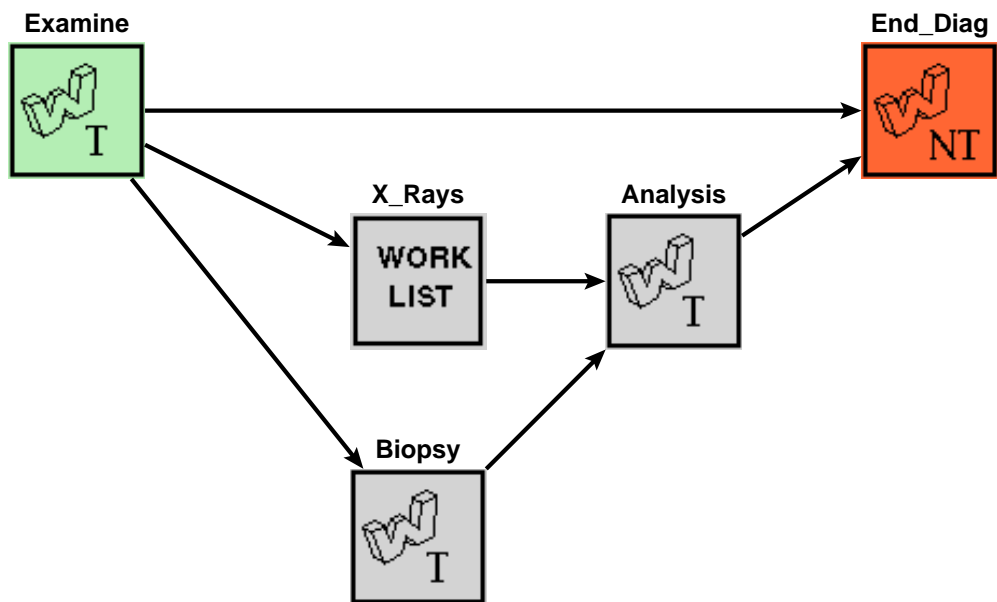 Examine
End_Diag
W
T
W
NT
X_Rays
Analysis
WORK
LIST
W
T
Biopsy
W
T